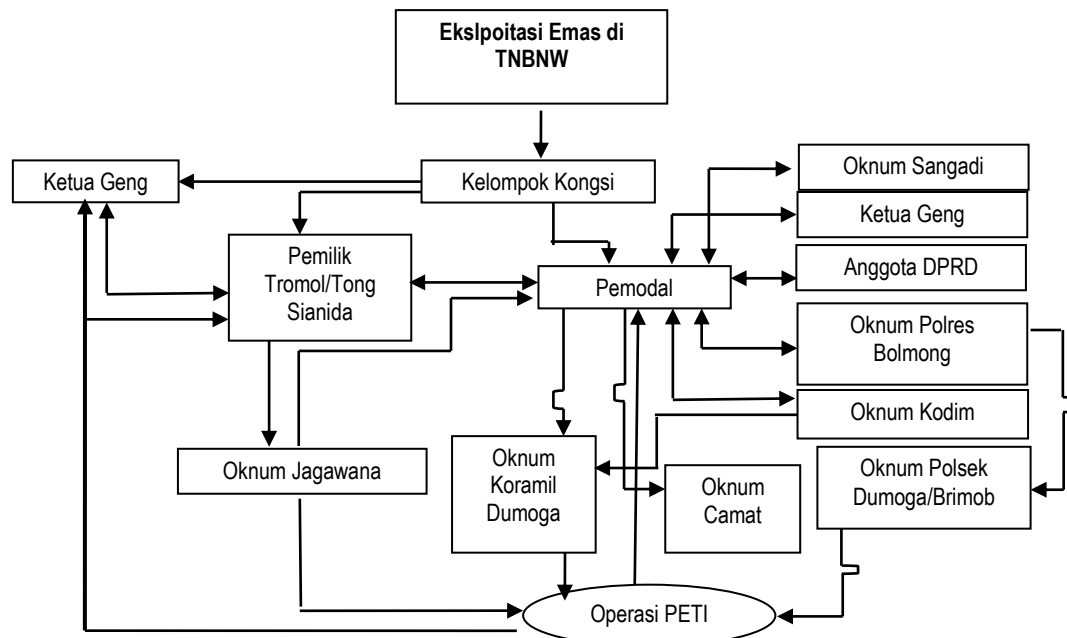 Ekslpoitasi Emas di
TNBNW
Ketua Geng
Kelompok Kongsi
Oknum Sangadi
Ketua Geng
Pemilik
Tromol/Tong
Sianida
Pemodal
Anggota DPRD
Oknum Polres
Bolmong
Oknum Kodim
Oknum Jagawana
Oknum
Koramil
Dumoga
Oknum
Camat
Oknum Polsek
Dumoga/Brimob
Operasi PETI